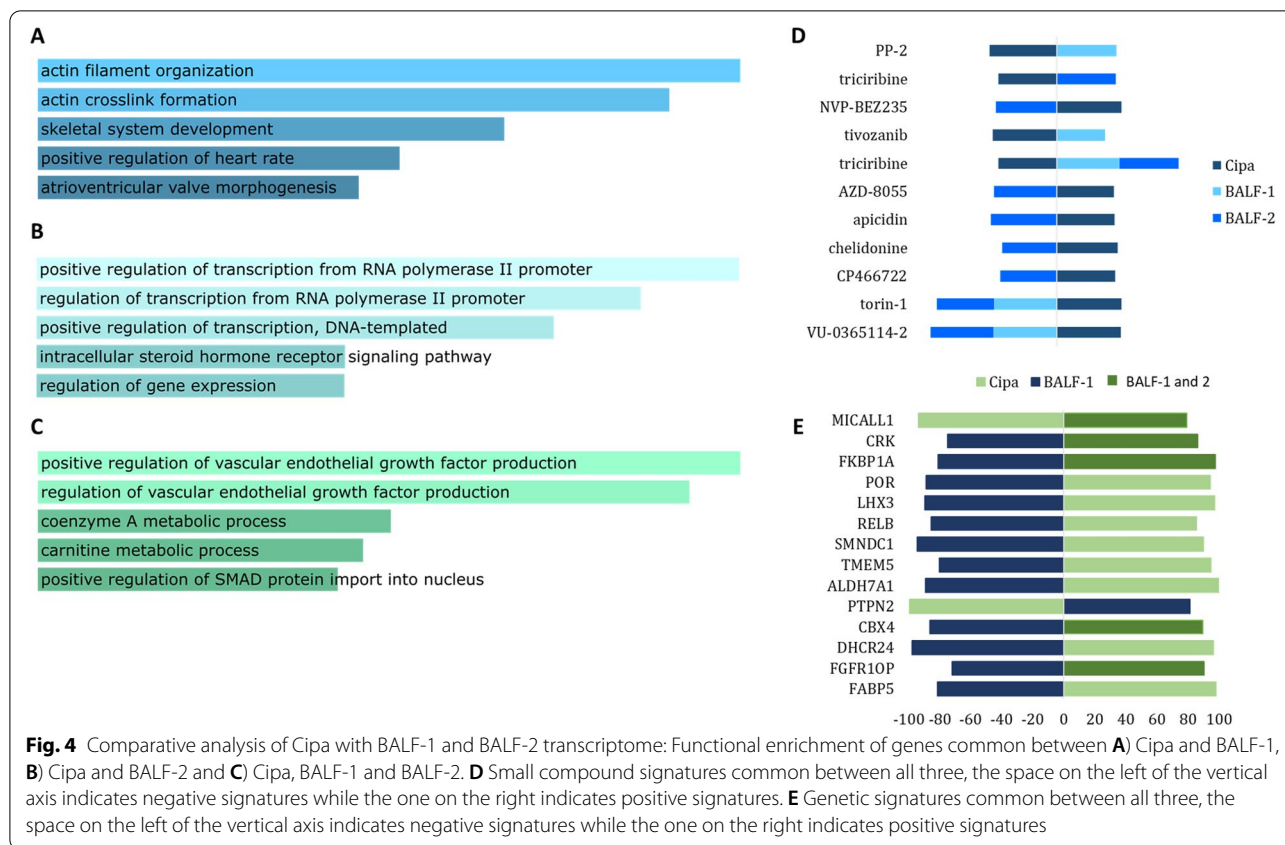 A
actin filament organization
actin crosslink formation
skeletal system development
positive regulation of heart rate
atrioventricular valve morphogenesis
B
positive regulation of transcription from RNA polymerase II promoter
regulation of transcription from RNA polymerase II promoter
positive regulation of transcription, DNA-templated
intracellular steroid hormone receptor signaling pathway
regulation of gene expression
C
positive regulation of vascular endothelial growth factor production
regulation of vascular endothelial growth factor production
coenzyme A metabolic process
carnitine metabolic process
positive regulation of SMAD protein import into nucleus
D
PP-2
triciribine
NVP-BEZ235
tivozanib
triciribine
AZD-8055
apicidin
chelidonine
CP466722
torin-1
VU-0365114-2
Cipa
BALF-1
BALF-2
Cipa BALF-1 BALF-1 and 2
E
MICALL1
CRK
FKBP1A
POR
LHX3
RELB
SMNDC1
TMEM5
ALDH7A1
PTPN2
CBX4
DHCR24
FGFR1OP
FABP5
-100 -80 -60 -40 -20 0 20 40 60 80 100
Fig. 4 Comparative analysis of Cipa with BALF-1 and BALF-2 transcriptome: Functional enrichment of genes common between A) Cipa and BALF-1,
B) Cipa and BALF-2 and C) Cipa, BALF-1 and BALF-2. D Small compound signatures common between all three, the space on the left of the vertical
axis indicates negative signatures while the one on the right indicates positive signatures. E Genetic signatures common between all three, the
space on the left of the vertical axis indicates negative signatures while the one on the right indicates positive signatures